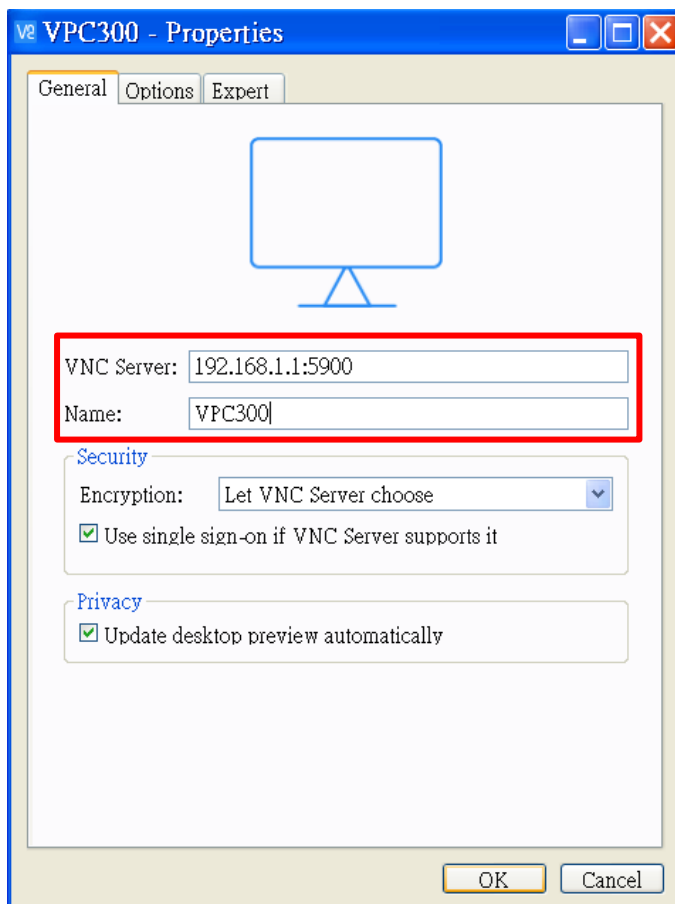 V2 VPC300 - Properties
General Options Expert
VNC Server: 192.168.1.1:5900
Name: VPC300
Security
Encryption: Let VNC Server choose
Use single sign-on if VNC Server supports it
Privacy
Update desktop preview automatically
OK Cancel